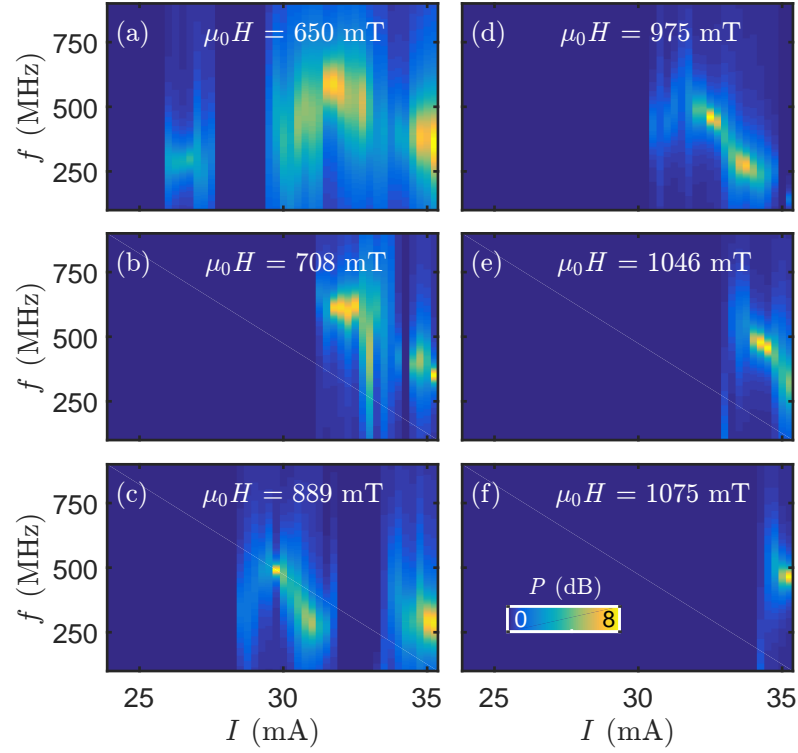 (a) μ₀H = 650 mT
(d) μ₀H = 975 mT
f (MHz)
750
500
250
(b) μ₀H = 708 mT
(e) μ₀H = 1046 mT
f (MHz)
750
500
250
(c) μ₀H = 889 mT
(f) μ₀H = 1075 mT
f (MHz)
750
500
250
P (dB)
0 8
25 30 35
25 30 35
I (mA)
I (mA)